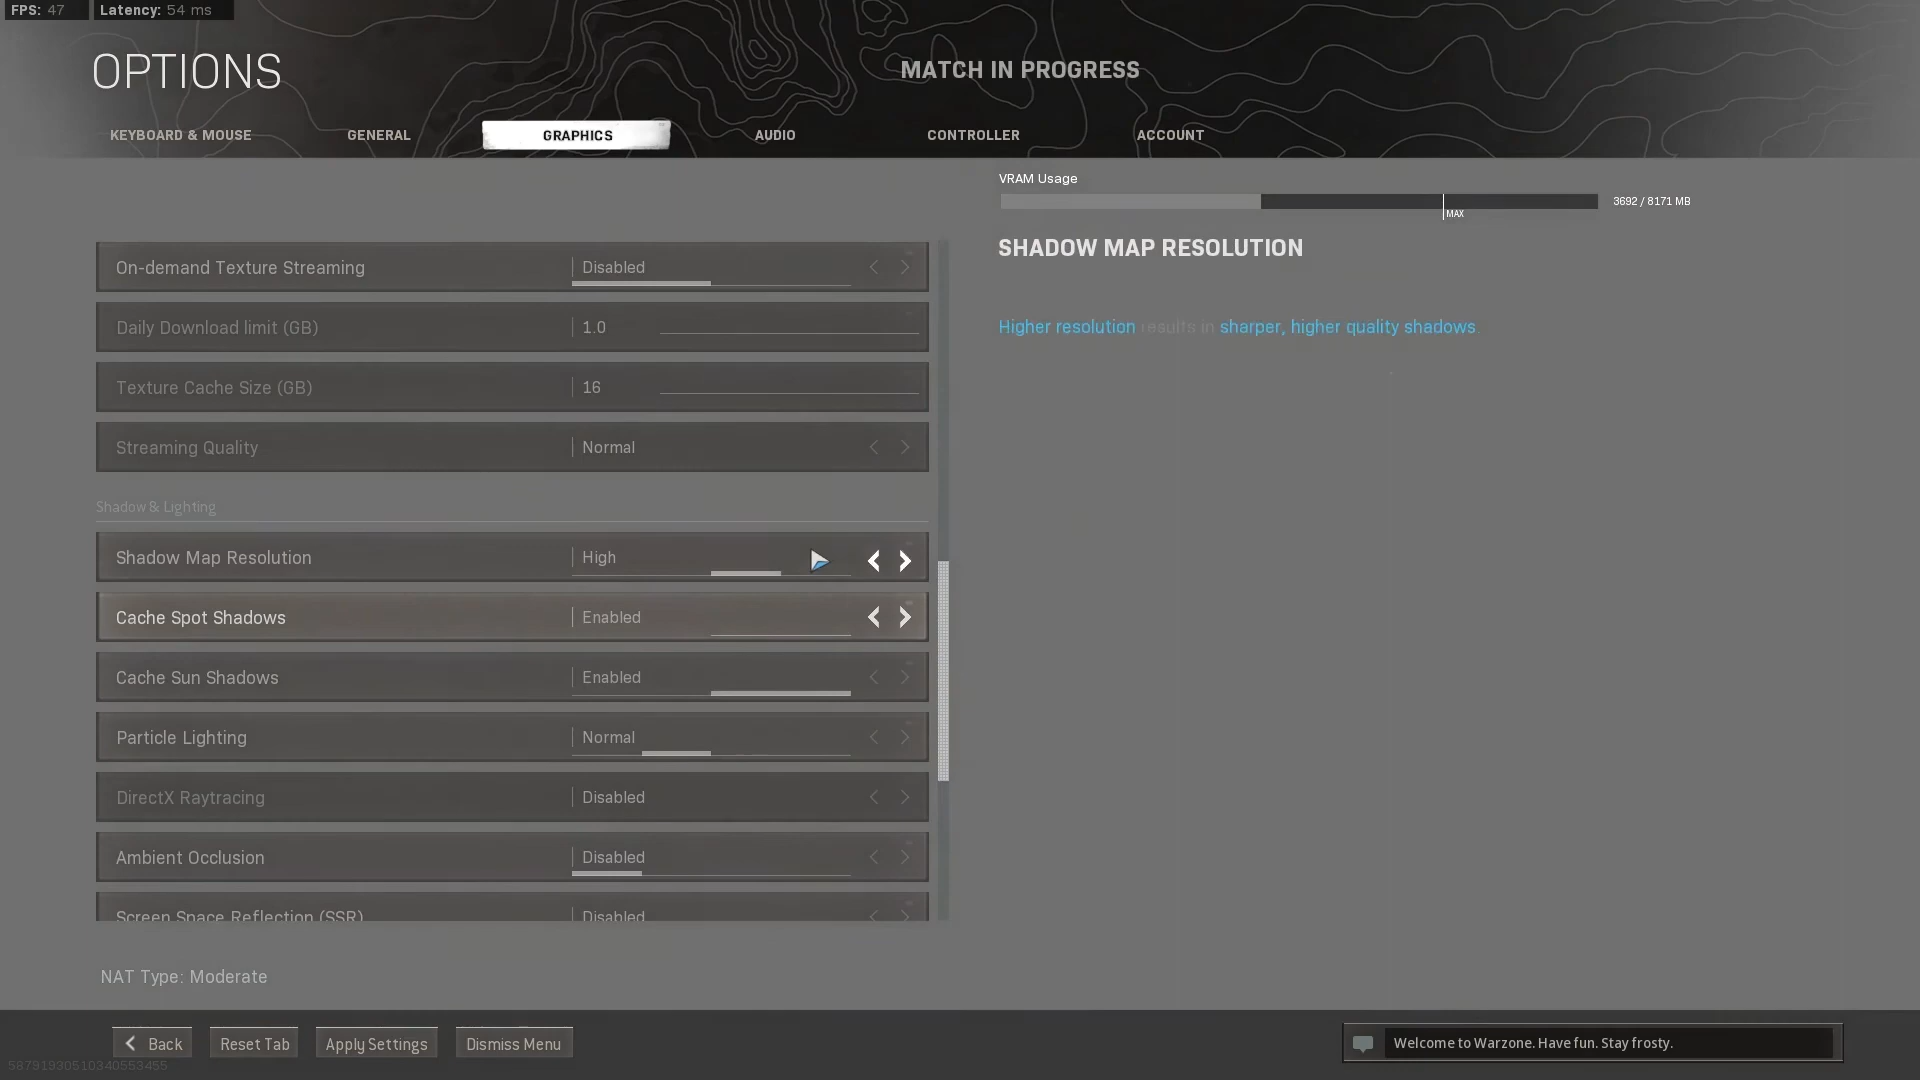 FPS: 47
Latency: 54 ms
OPTIONS
MATCH IN PROGRESS
KEYBOARD & MOUSE
GENERAL
GRAPHICS
AUDIO
CONTROLLER
ACCOUNT
VRAM Usage
3692 / 8171 MB
MAX
SHADOW MAP RESOLUTION
Higher resolution results in sharper, higher quality shadows.
On-demand Texture Streaming
Disabled
Daily Download limit (GB)
1.0
Texture Cache Size (GB)
16
Streaming Quality
Normal
Shadow & Lighting
Shadow Map Resolution
High
Cache Spot Shadows
Enabled
Cache Sun Shadows
Enabled
Particle Lighting
Normal
DirectX Raytracing
Disabled
Ambient Occlusion
Disabled
Screen Space Reflection (SSR)
Disabled
NAT Type: Moderate
Back
Reset Tab
Apply Settings
Dismiss Menu
Welcome to Warzone. Have fun. Stay frosty.
58791930510340553455